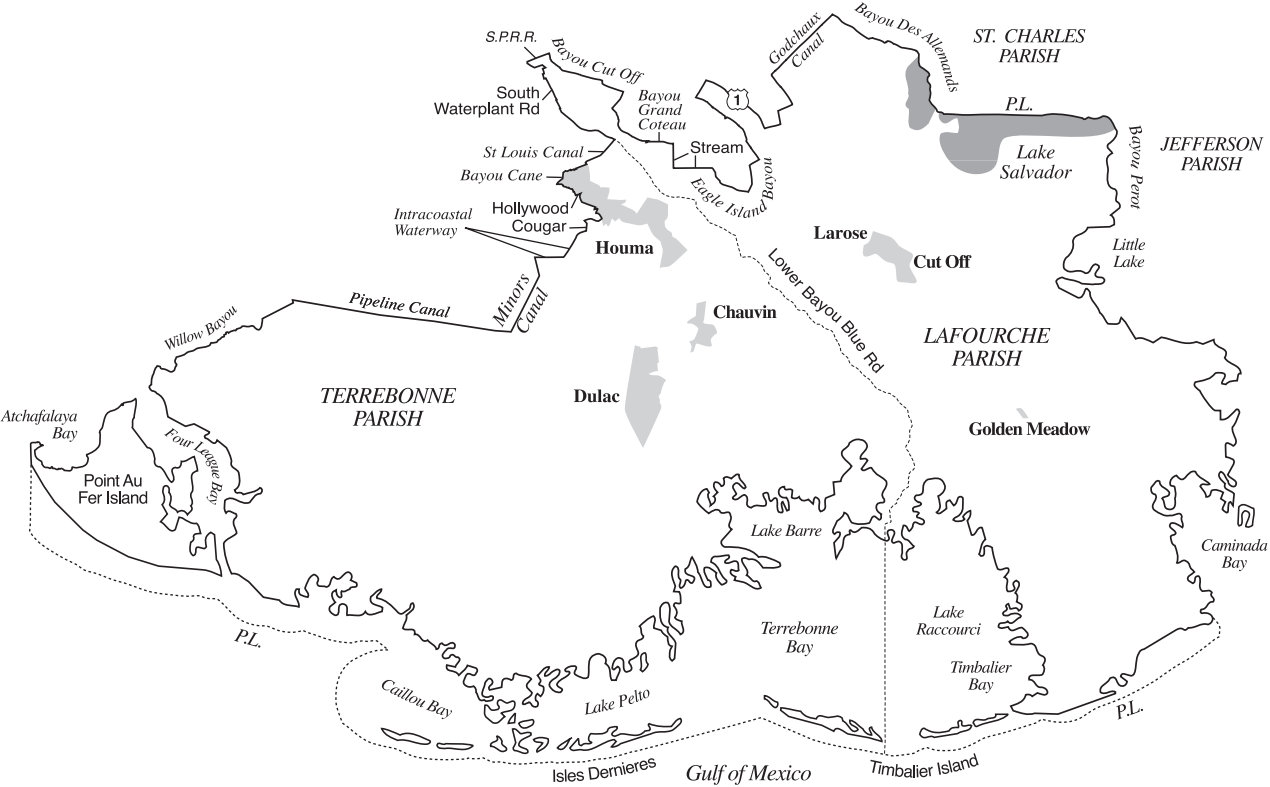 Bayou Des Allemands
Godchaux
Canal
ST. CHARLES
PARISH
S.P.R.R.
Bayou Cut Off
South
Waterplant Rd
Bayou
Grand
Coteau
1
P.L.
Bayou Perot
JEFFERSON
PARISH
Stream
St Louis Canal
Lake
Salvador
Bayou Cane
Eagle Island Bayou
Hollywood
Cougar
Intracoastal
Waterway
Houma
Larose
Cut Off
Little
Lake
Lower Bayou Blue Rd
Minors
Canal
Pipeline Canal
Willow Bayou
Chauvin
LAFOURCHE
PARISH
TERREBONNE
PARISH
Dulac
Golden Meadow
Atchafalaya
Bay
Four League Bay
Point Au
Fer Island
Lake Barre
Caminada
Bay
Lake
Raccourci
Terrebonne
Bay
P.L.
Timbalier
Bay
Caillou Bay
Lake Pelto
P.L.
Isles Dernieres
Gulf of Mexico
Timbalier Island